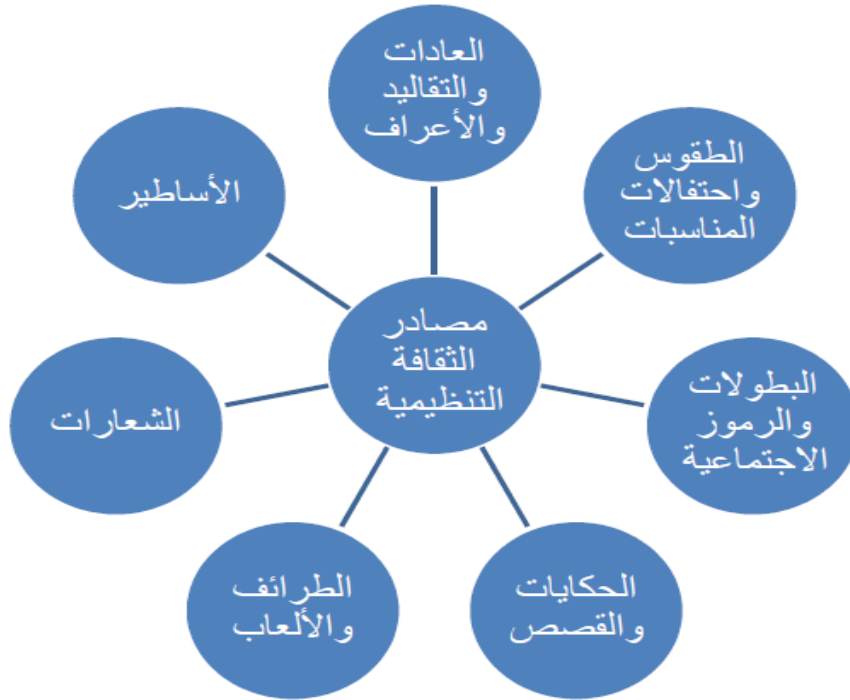 العادات
والتقاليد
والأعراف
الطقوس
واحتفالات
المناسبات
البطولات
والرموز
الاجتماعية
الحكايات
والقصص
الطرائف
والألعاب
الشعارات
الأساطير
مصادر
الثقافة
التنظيمية